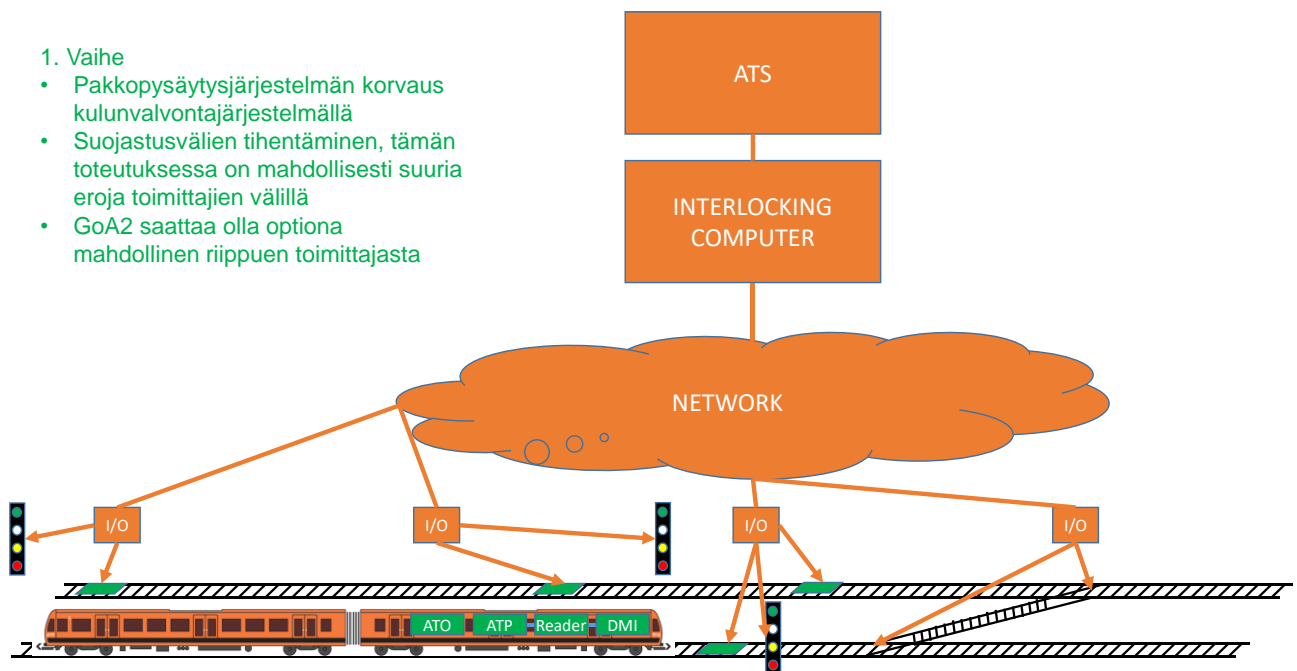 1. Vaihe
• Pakkopysäytysjärjestelmän korvaus
kulunvalvontajärjestelmällä
• Suojastusvälien tihentäminen, tämän
toteutuksessa on mahdollisesti suuria
eroja toimittajien välillä
• GoA2 saattaa olla optiona
mahdollinen riippuen toimittajasta
ATS
INTERLOCKING
COMPUTER
NETWORK
I/O
I/O
I/O
I/O
ATO
ATP
Reader
DMI